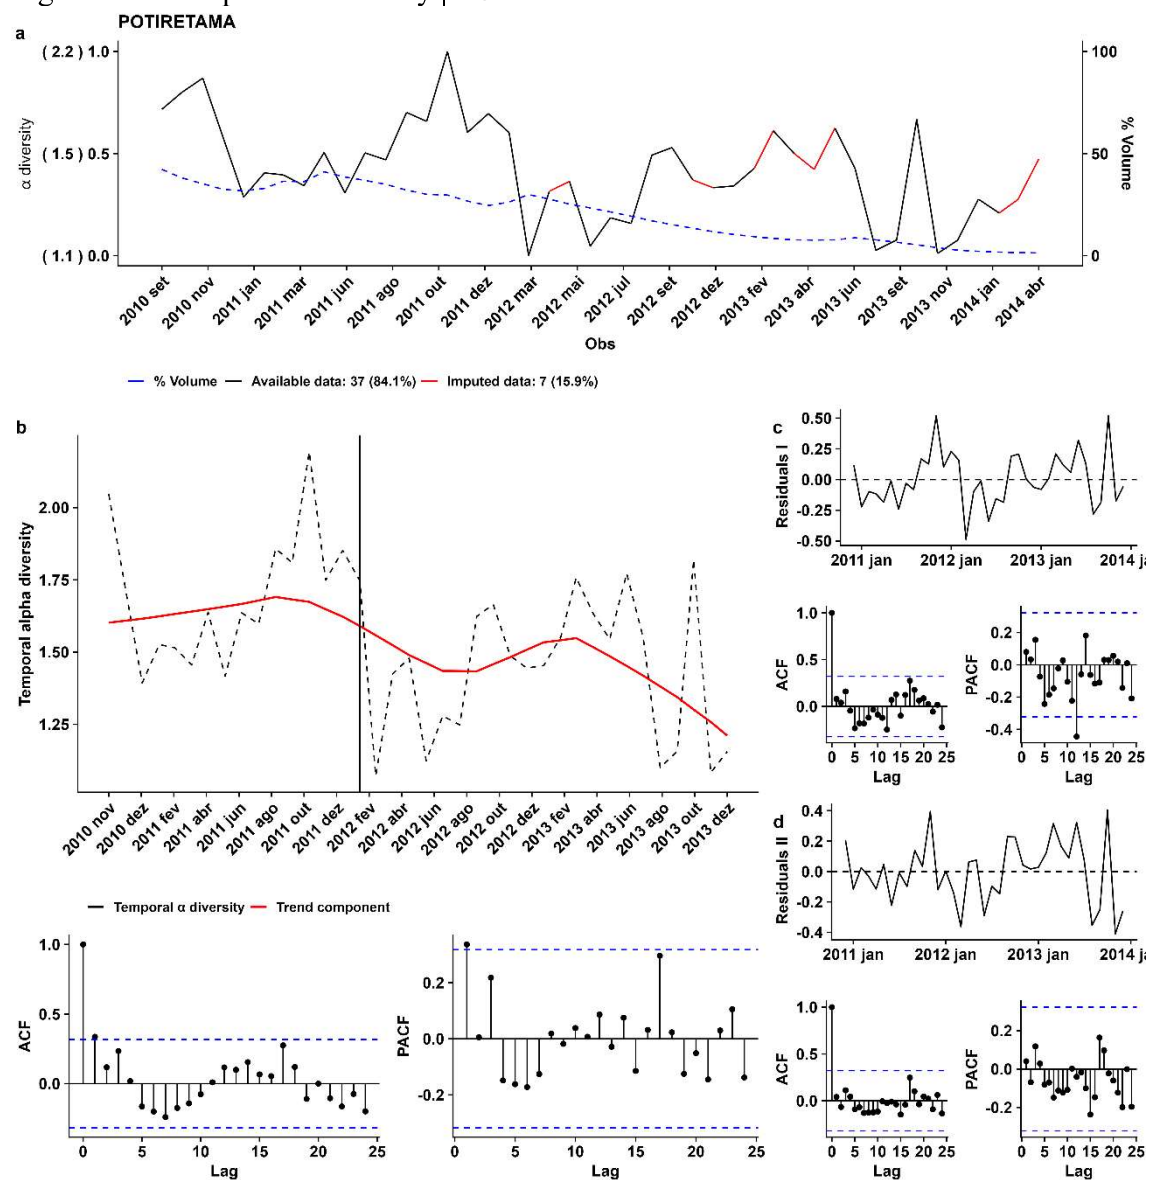 POTIRETAMA
a
( 2.2 ) 1.0
( 1.5 ) 0.5
( 1.1 ) 0.0
α diversity
100
50
0
% Volume
2010 set 2010 nov 2011 jan 2011 mar 2011 jun 2011 ago 2011 out 2011 dez 2012 mar 2012 mai 2012 jul 2012 set 2012 dez 2013 fev 2013 abr 2013 jun 2013 set 2013 nov 2014 jan 2014 abr
Obs
% Volume Available data: 37 (84.1%) Imputed data: 7 (15.9%)
b
Temporal alpha diversity
2.00
1.75
1.50
1.25
2010 nov 2010 dez 2011 fev 2011 abr 2011 jun 2011 ago 2011 out 2011 dez 2012 fev 2012 abr 2012 jun 2012 ago 2012 out 2012 dez 2013 fev 2013 abr 2013 jun 2013 ago 2013 out 2013 dez
Temporal α diversity Trend component
ACF
1.0
0.5
0.0
0 5 10 15 20 25
Lag
PACF
0.2
0.0
-0.2
0 5 10 15 20 25
Lag
c
Residuals I
0.50
0.25
0.00
-0.25
-0.50
2011 jan 2012 jan 2013 jan 2014 j
ACF
1.0
0.5
0.0
0 5 10 15 20 25
Lag
PACF
0.2
0.0
-0.2
-0.4
0 5 10 15 20 25
Lag
d
Residuals II
0.4
0.2
0.0
-0.2
-0.4
2011 jan 2012 jan 2013 jan 2014 j
ACF
1.0
0.5
0.0
0 5 10 15 20 25
Lag
PACF
0.2
0.0
-0.2
0 5 10 15 20 25
Lag